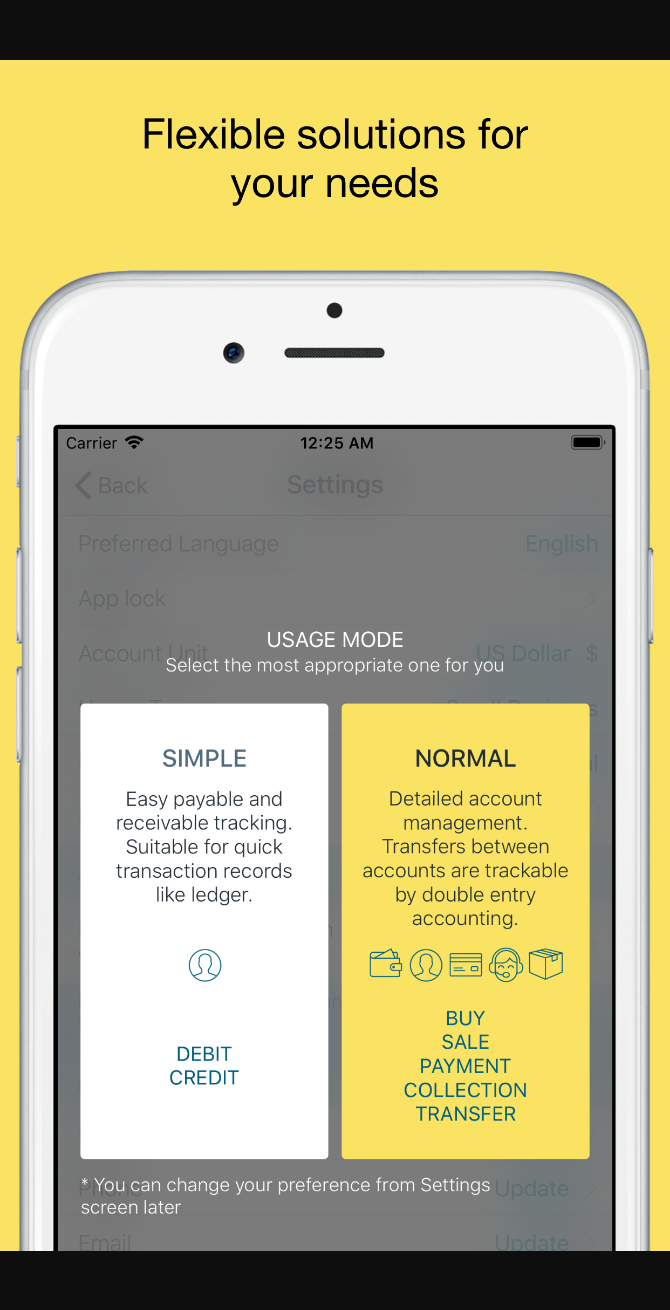 Flexible solutions for
your needs
Carrier 12:25 AM
Back Settings
Preferred Language English
App lock
Account Unit US Dollar $
USAGE MODE
Select the most appropriate one for you
SIMPLE
Easy payable and
receivable tracking.
Suitable for quick
transaction records
like ledger.
DEBIT
CREDIT
NORMAL
Detailed account
management.
Transfers between
accounts are trackable
by double entry
accounting.
BUY
SALE
PAYMENT
COLLECTION
TRANSFER
* You can change your preference from Settings
screen later
Phone Update
Email Update